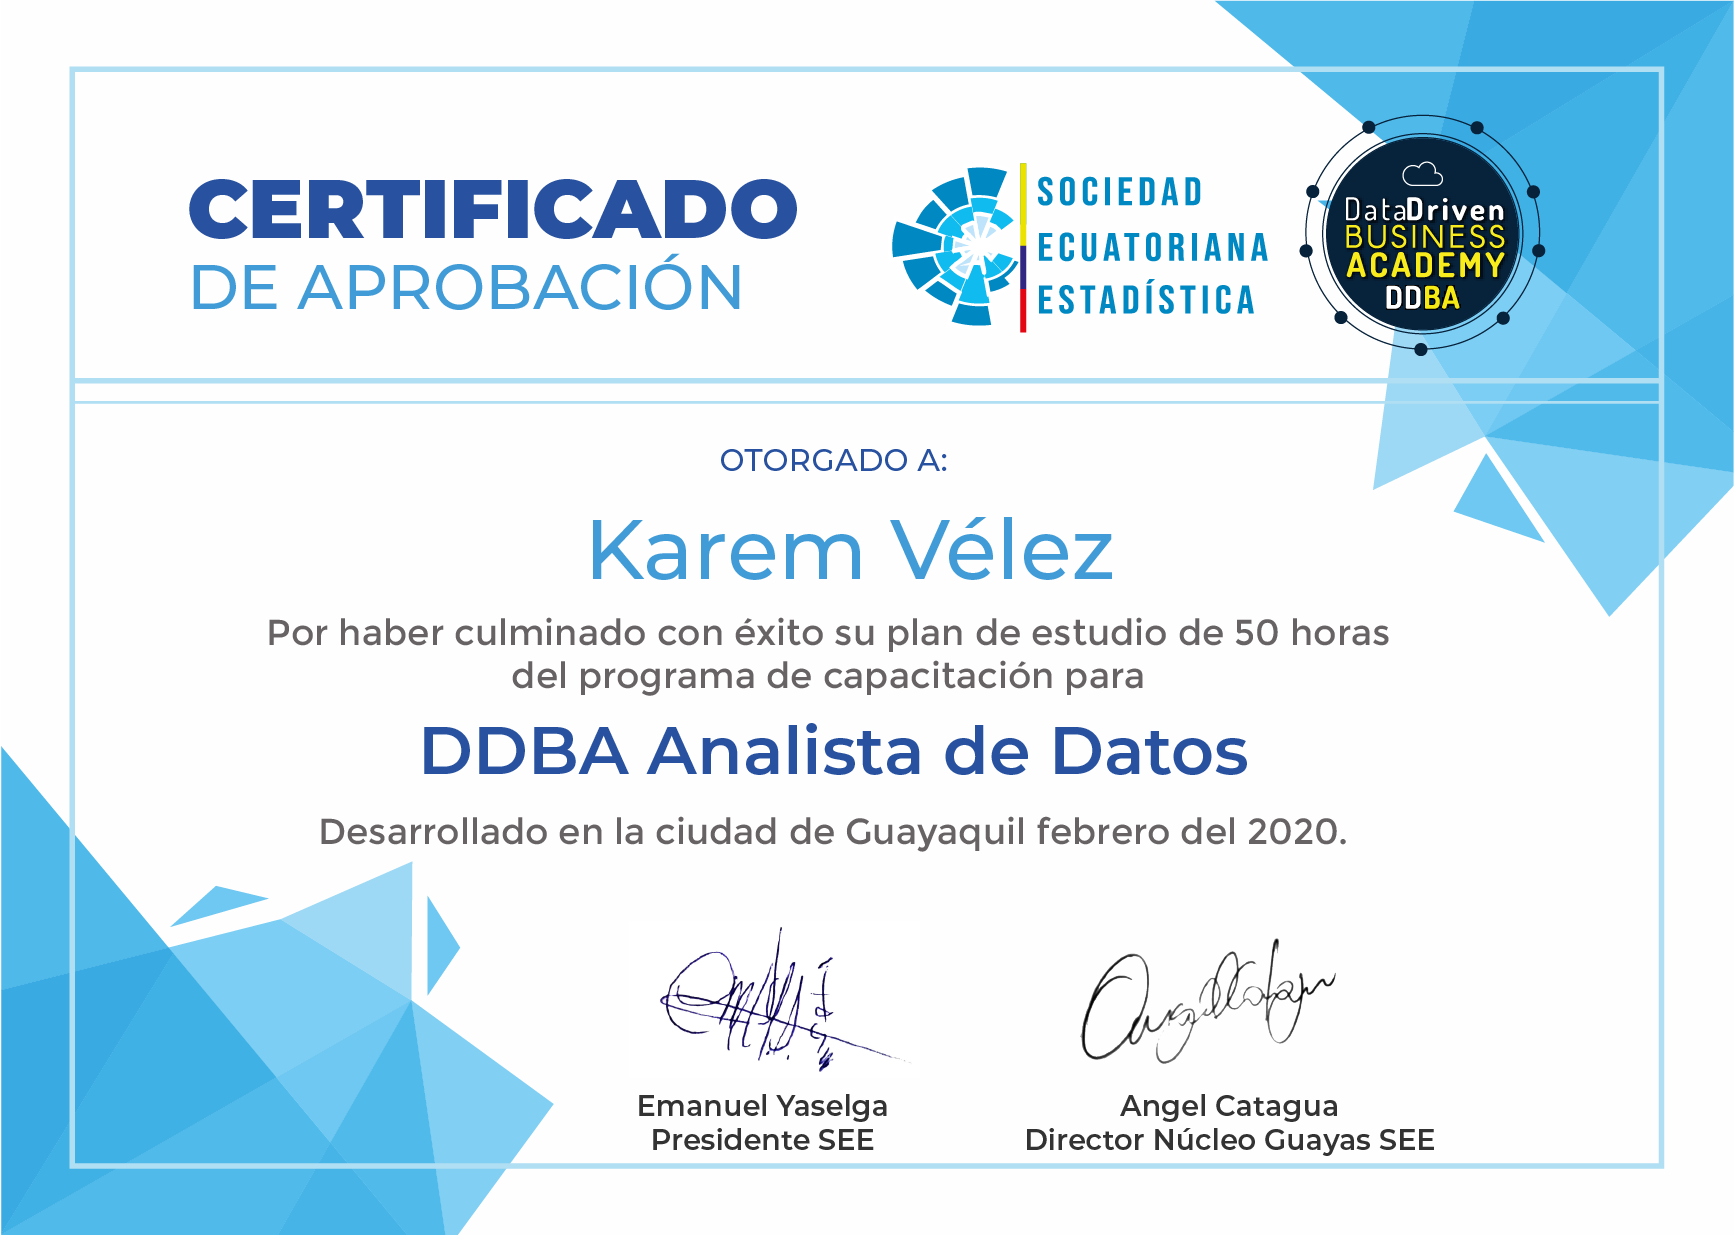 CERTIFICADO
DE APROBACIÓN
SOCIEDAD
ECUATORIANA
ESTADÍSTICA
DataDriven
BUSINESS
ACADEMY
DDBA
OTORGADO A:
Karem Vélez
Por haber culminado con éxito su plan de estudio de 50 horas
del programa de capacitación para
DDBA Analista de Datos
Desarrollado en la ciudad de Guayaquil febrero del 2020.
Emanuel Yaselga
Presidente SEE
Angel Catagua
Director Núcleo Guayas SEE